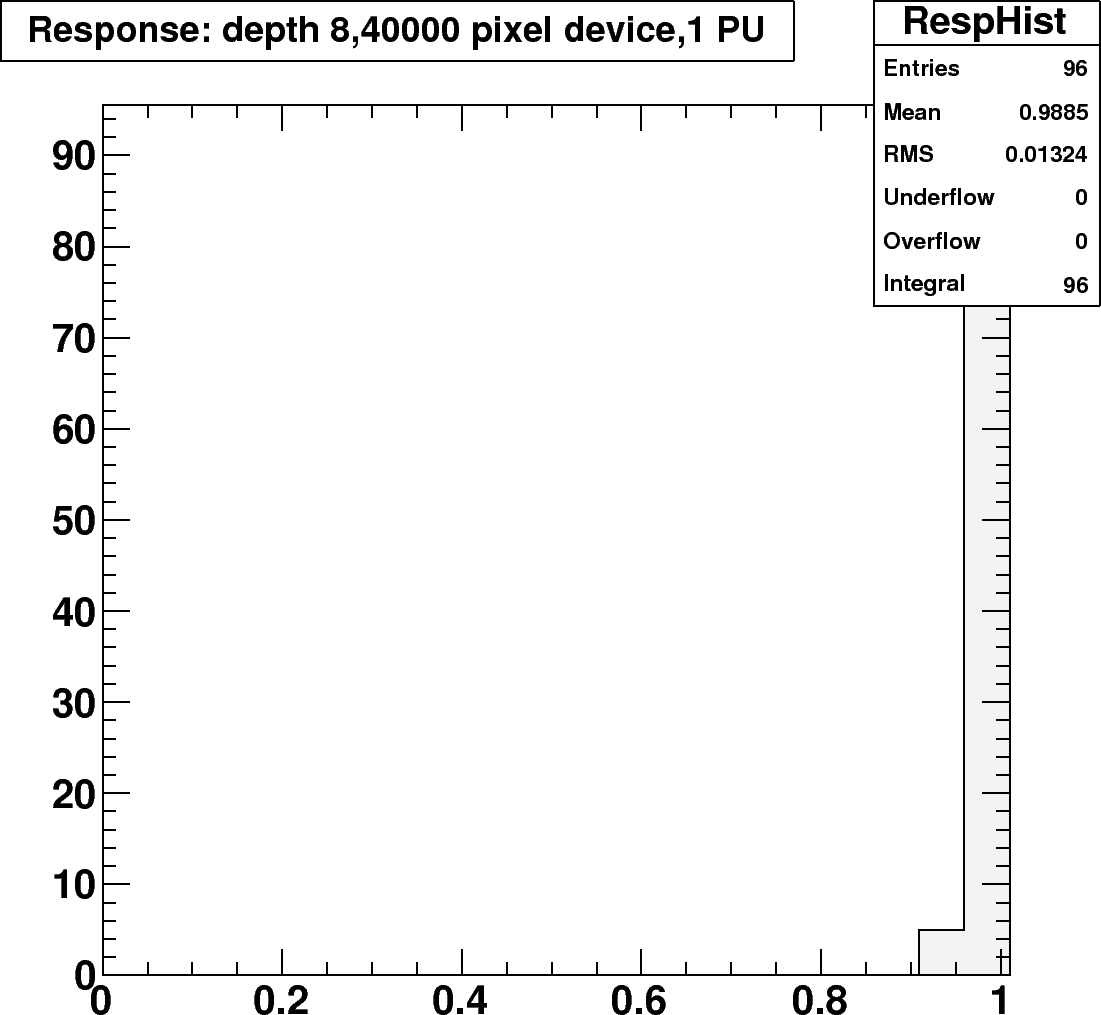 Response: depth 8,40000 pixel device,1 PU
RespHist
Entries 96
Mean 0.9885
RMS 0.01324
Underflow 0
Overflow 0
Integral 96
90
80
70
60
50
40
30
20
10
0
0 0.2 0.4 0.6 0.8 1